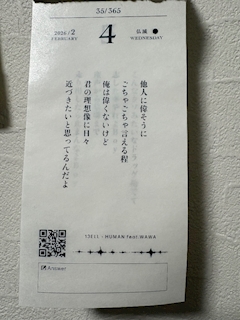 35/365
2026/2
FEBRUARY
4
仏滅 ●
WEDNESDAY
他人に偉そうに
ごちゃごちゃ言える程
俺は偉くないけど
君の理想像に日々
近づきたいと思ってるんだよ
Answer